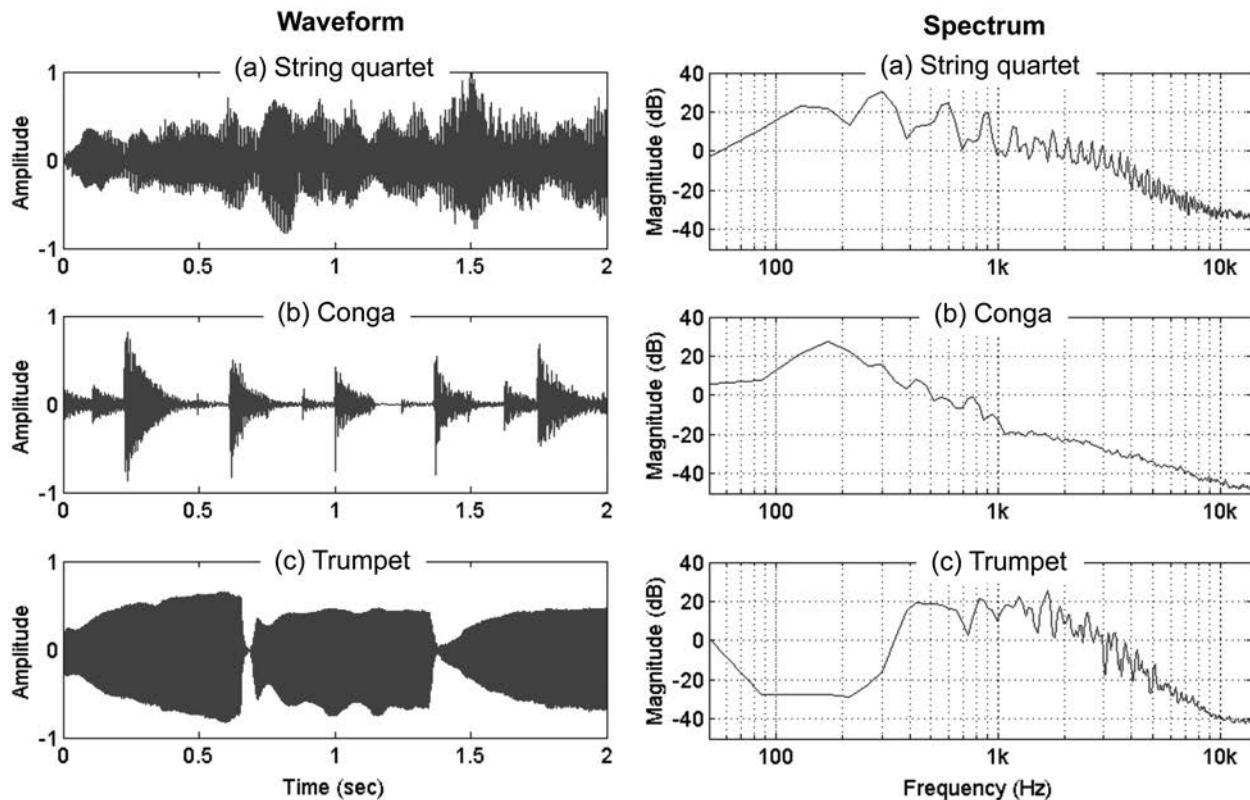 Waveform
Spectrum
(a) String quartet
Amplitude
1
0
-1
0 0.5 1 1.5 2
(a) String quartet
Magnitude (dB)
40
20
0
-20
-40
100 1k 10k
(b) Conga
Amplitude
1
0
-1
0 0.5 1 1.5 2
(b) Conga
Magnitude (dB)
40
20
0
-20
-40
100 1k 10k
(c) Trumpet
Amplitude
1
0
-1
0 0.5 1 1.5 2
Time (sec)
(c) Trumpet
Magnitude (dB)
40
20
0
-20
-40
100 1k 10k
Frequency (Hz)